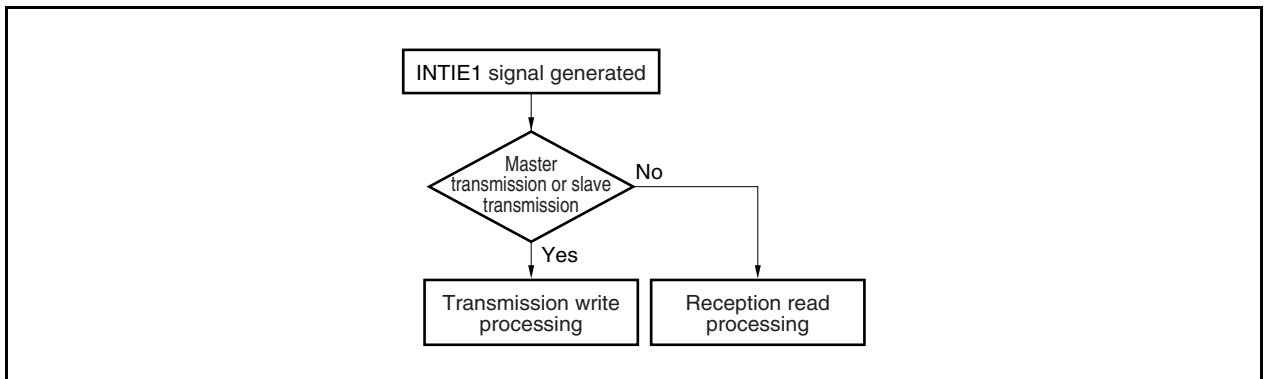 INTIE1 signal generated
Master
transmission or slave
transmission
No
Yes
Transmission write
processing
Reception read
processing